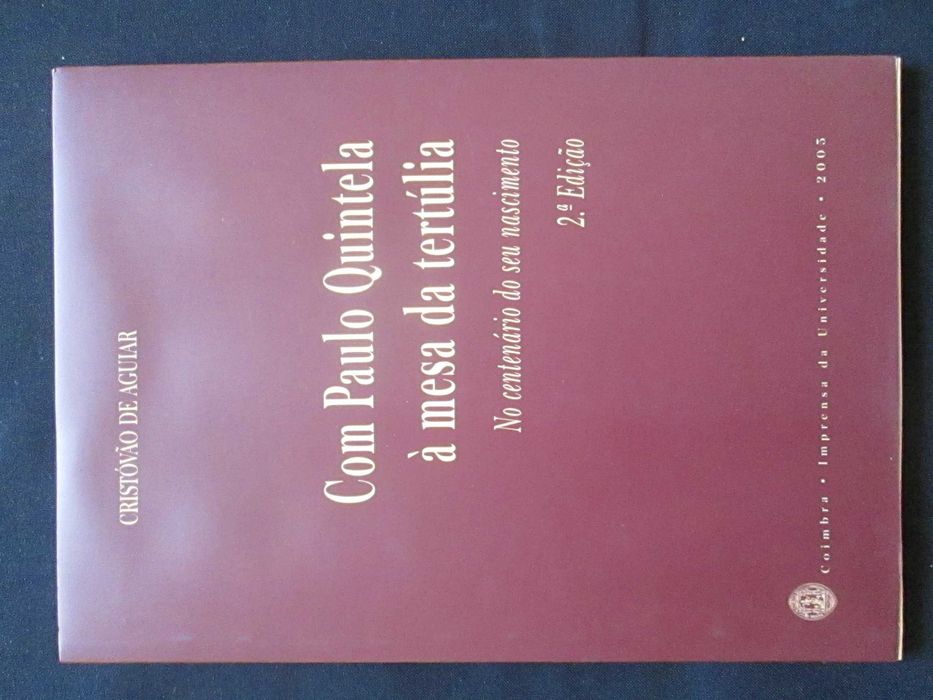 CRISTÓVÃO DE AGUIAR
Com Paulo Quintela
à mesa da tertúlia
No centenário do seu nascimento
2.ª Edição
Coimbra • Imprensa da Universidade • 2005